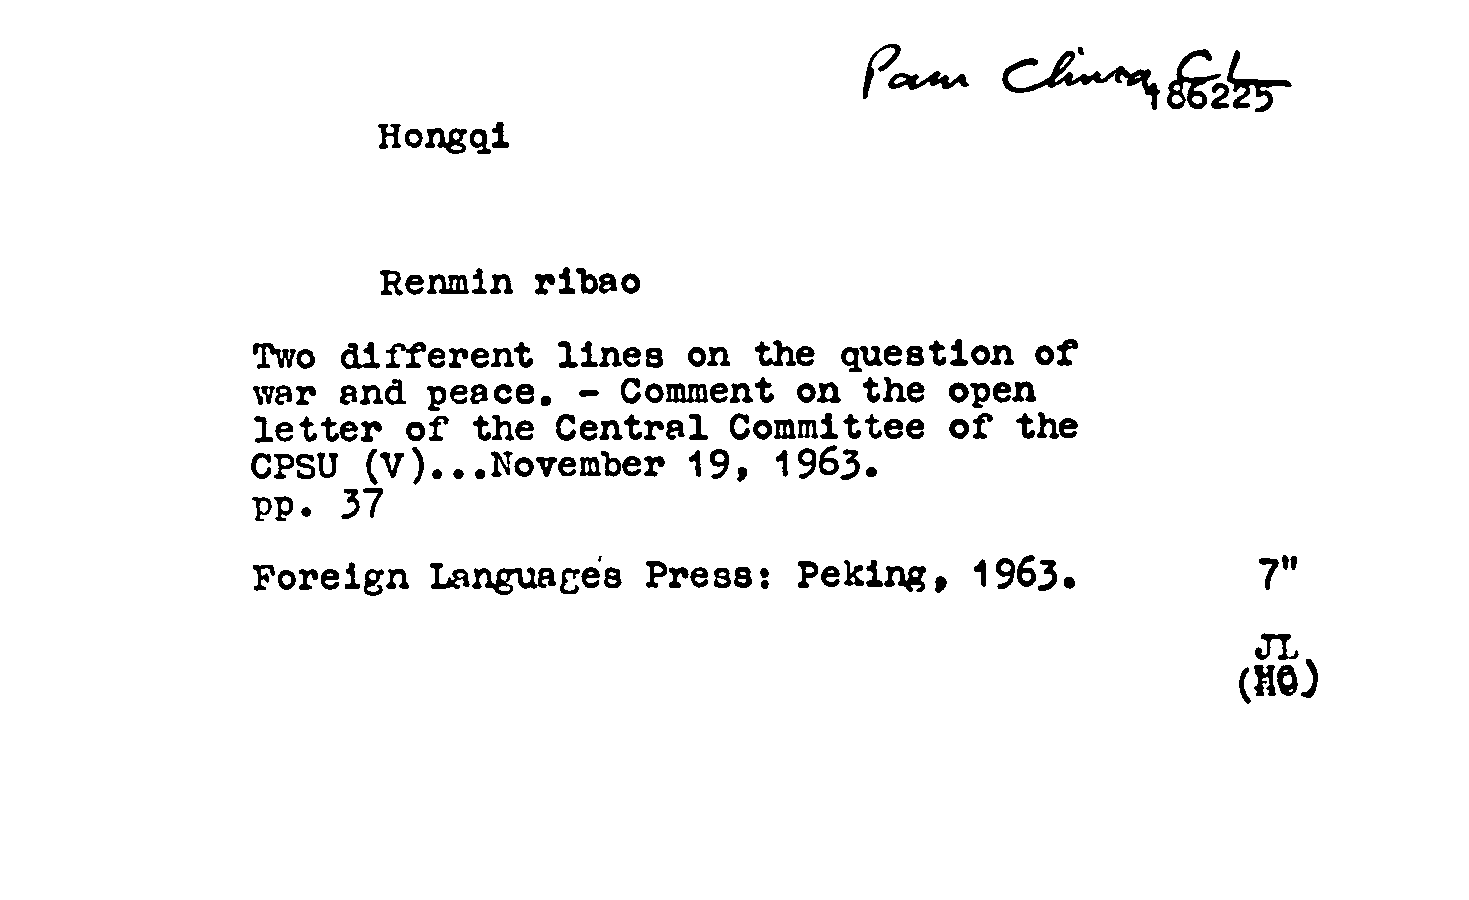 Pam China CL
186225
Hongqi
Renmin ribao
Two different lines on the question of
war and peace. - Comment on the open
letter of the Central Committee of the
CPSU (V)...November 19, 1963.
pp. 37
Foreign Languages Press: Peking, 1963. 7"
JL